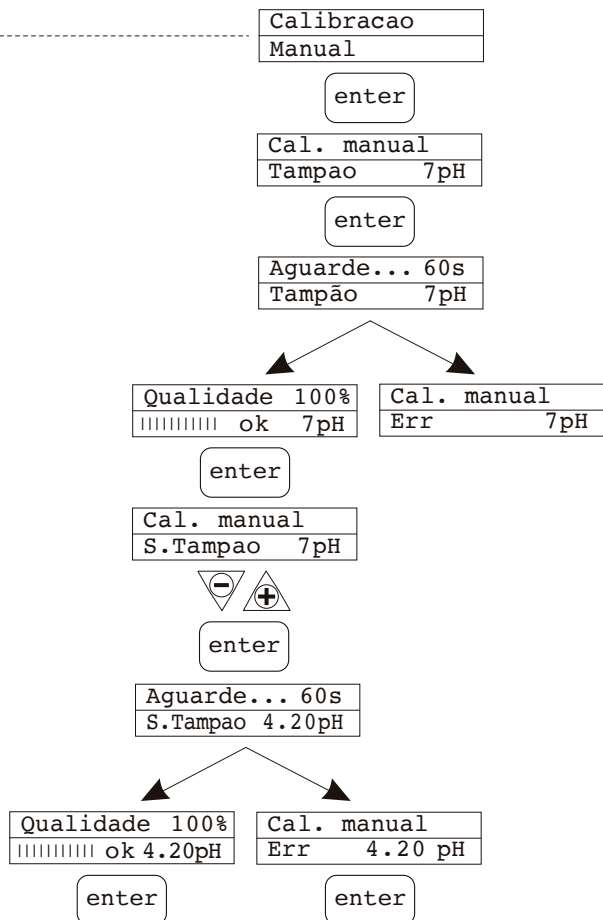 Calibracao
Manual
enter
Cal. manual
Tampao 7pH
enter
Aguarde... 60s
Tampão 7pH
Qualidade 100%
ok 7pH
Cal. manual
Err 7pH
enter
Cal. manual
S.Tampao 7pH
enter
Aguarde... 60s
S.Tampao 4.20pH
Qualidade 100%
ok 4.20pH
Cal. manual
Err 4.20 pH
enter
enter